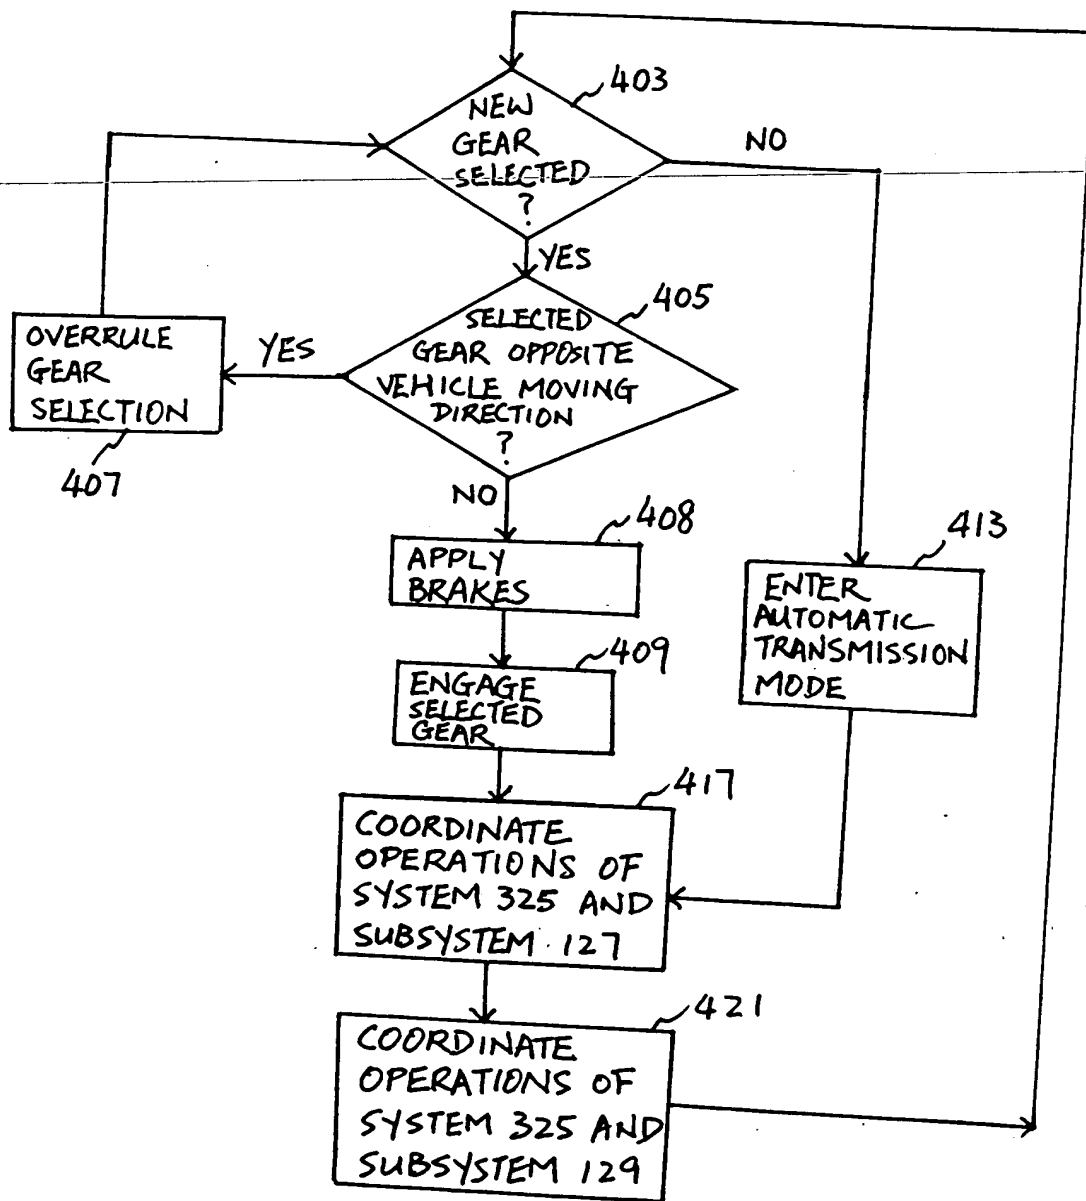 403
NEW
GEAR
SELECTED
?
NO
YES
405
SELECTED
GEAR OPPOSITE
VEHICLE MOVING
DIRECTION
?
YES
OVERRULE
GEAR
SELECTION
407
NO
408
APPLY
BRAKES
413
ENTER
AUTOMATIC
TRANSMISSION
MODE
409
ENGAGE
SELECTED
GEAR
417
COORDINATE
OPERATIONS OF
SYSTEM 325 AND
SUBSYSTEM 127
421
COORDINATE
OPERATIONS OF
SYSTEM 325 AND
SUBSYSTEM 129